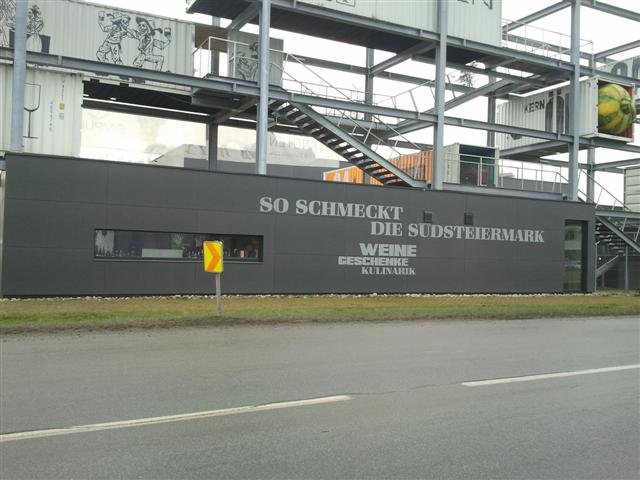 KERN
SO SCHMECKT
DIE SÜDSTEIERMARK
WEINE
GESCHENKE
KULINARIK